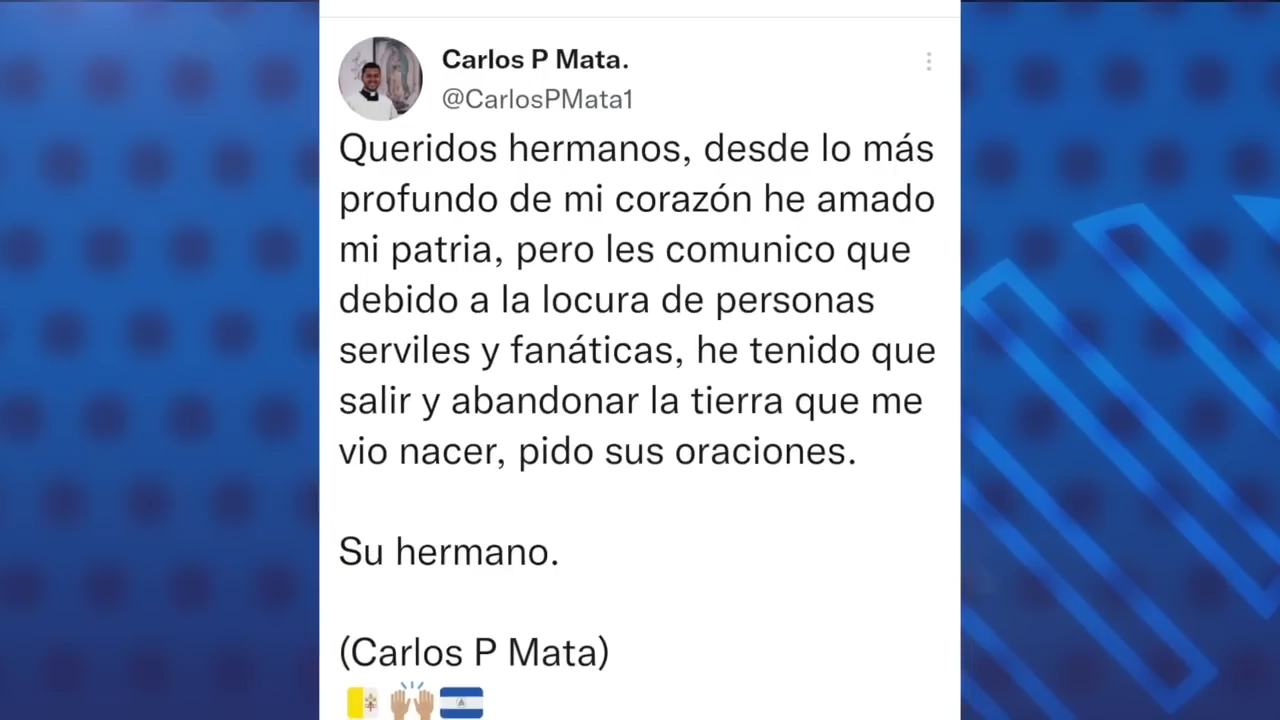 Carlos P Mata.
@CarlosPMata1
Queridos hermanos, desde lo más
profundo de mi corazón he amado
mi patria, pero les comunico que
debido a la locura de personas
serviles y fanáticas, he tenido que
salir y abandonar la tierra que me
vio nacer, pido sus oraciones.
Su hermano.
(Carlos P Mata)
🇻🇦🙌🏽🇳🇮